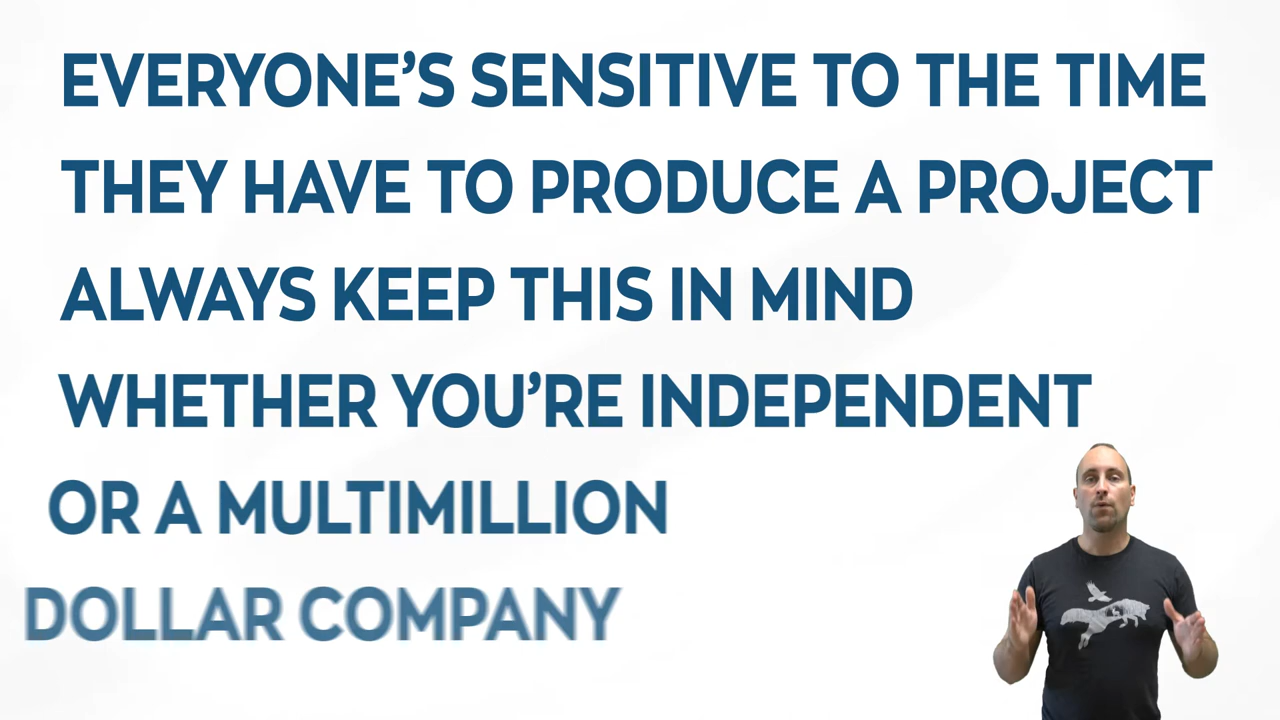 EVERYONE’S SENSITIVE TO THE TIME
THEY HAVE TO PRODUCE A PROJECT
ALWAYS KEEP THIS IN MIND
WHETHER YOU’RE INDEPENDENT
OR A MULTIMILLION
DOLLAR COMPANY